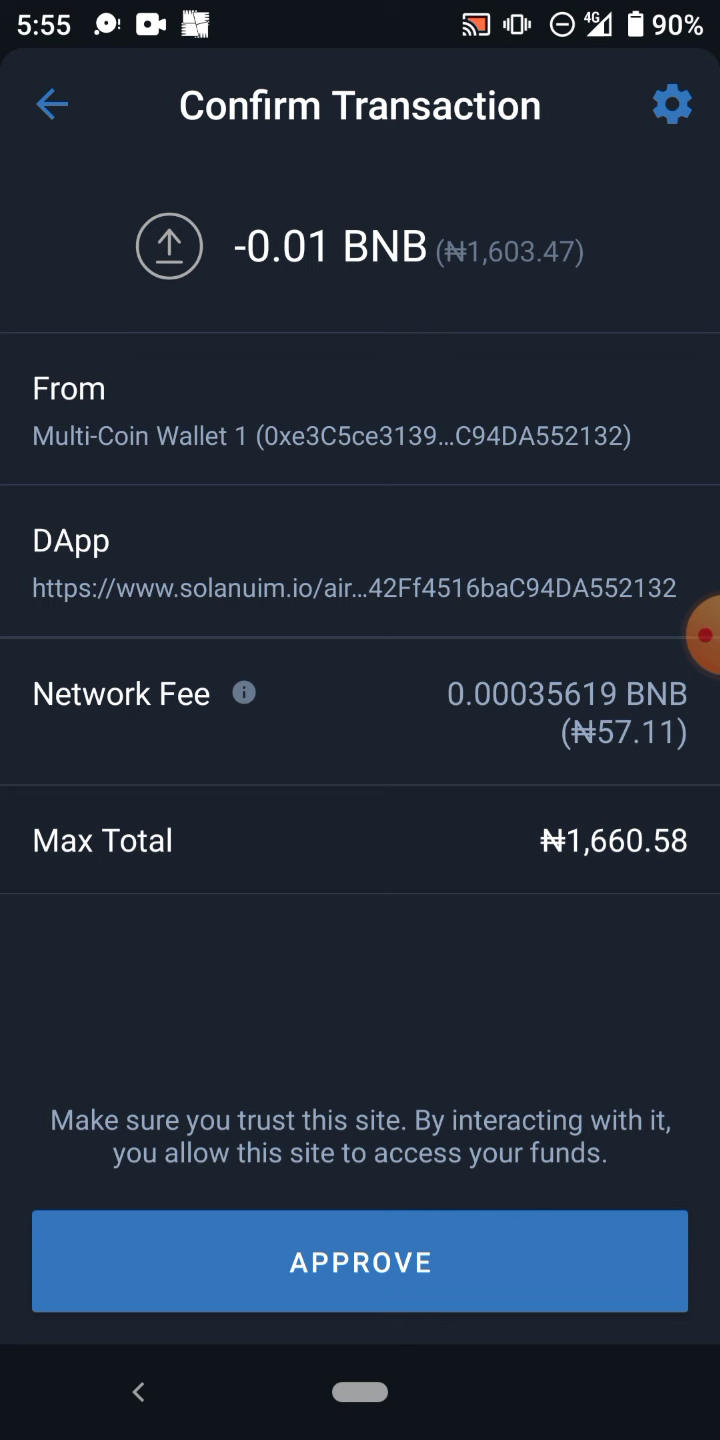 5:55
4G
90%
Confirm Transaction
-0.01 BNB (₦1,603.47)
From
Multi-Coin Wallet 1 (0xe3C5ce3139...C94DA552132)
DApp
https://www.solanuim.io/air...42Ff4516baC94DA552132
Network Fee
0.00035619 BNB
(₦57.11)
Max Total
₦1,660.58
Make sure you trust this site. By interacting with it,
you allow this site to access your funds.
APPROVE